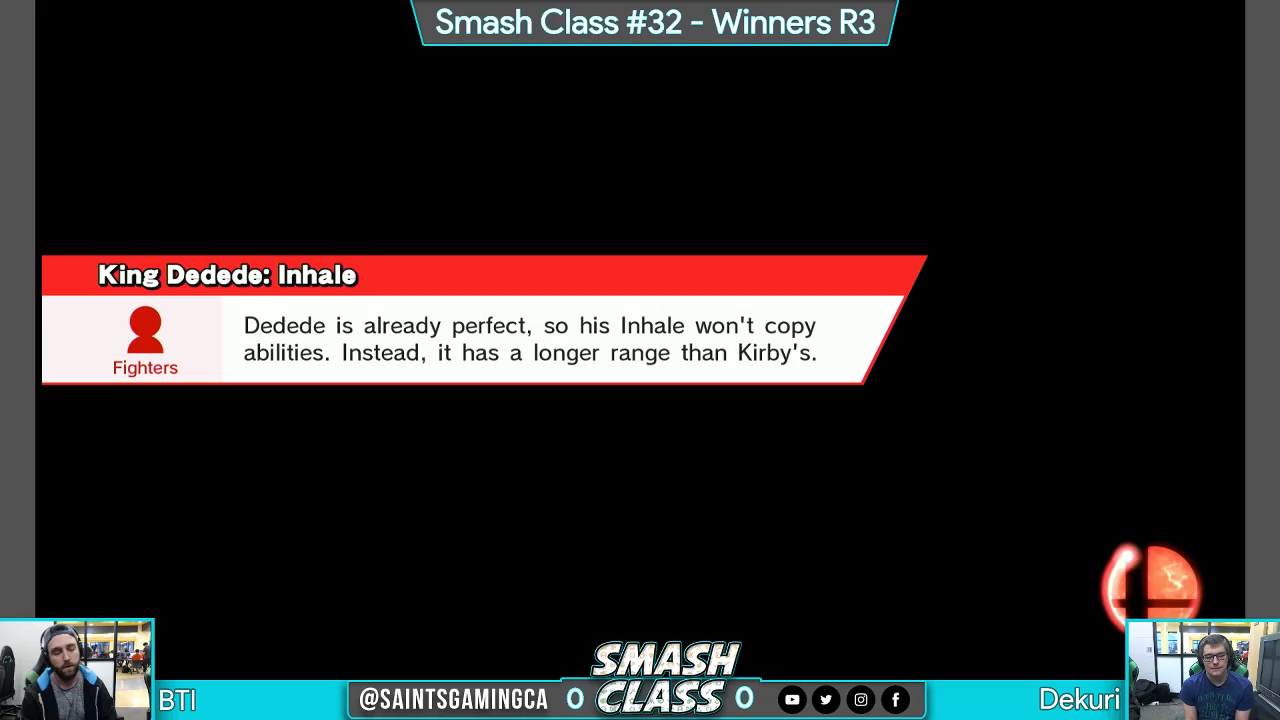 Smash Class #32 - Winners R3
King Dedede: Inhale
Dedede is already perfect, so his Inhale won't copy
abilities. Instead, it has a longer range than Kirby's.
Fighters
BTI
@SAINTSGAMINGCA
0
SMASH
CLASS
0
Dekuri